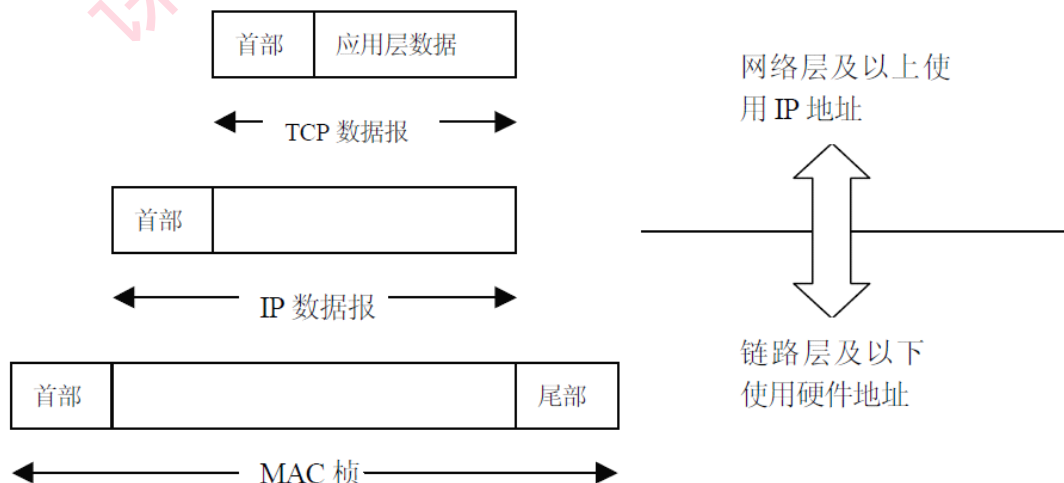 首部 应用层数据
TCP 数据报
首部
IP 数据报
首部 尾部
MAC 桢
网络层及以上使
用 IP 地址
链路层及以下
使用硬件地址